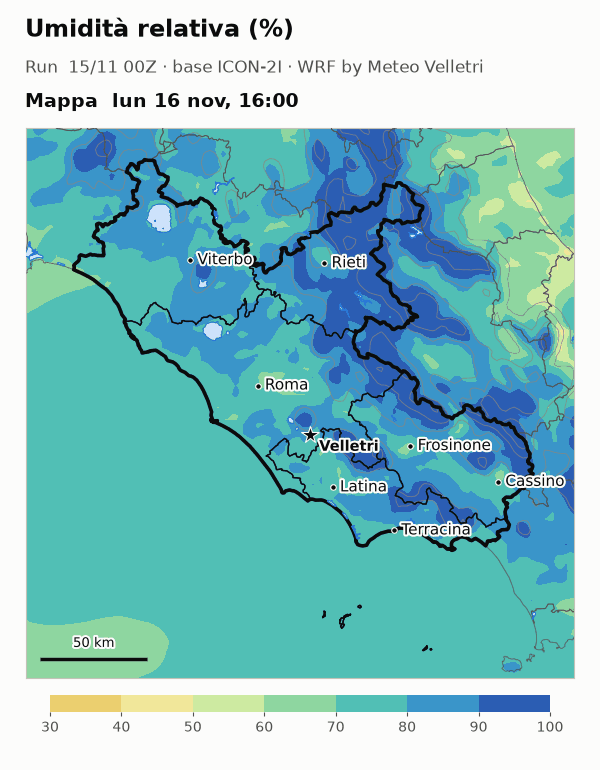 Umidità relativa (%)
Run  15/11 00Z · base ICON-2I · WRF by Meteo Velletri
Mappa  lun 16 nov, 16:00
Viterbo
Rieti
Roma
Velletri
Frosinone
Cassino
Latina
Terracina
50 km
30 40 50 60 70 80 90 100